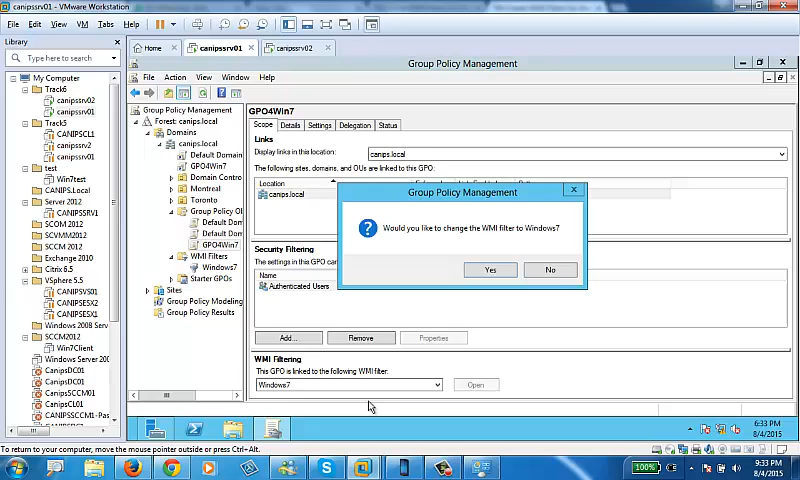 canipssrv01 - VMware Workstation
File Edit View VM Tabs Help
Library
Type here to search
Home
canipssrv01
canipssrv02
My Computer
Track6
canipssrv02
canipssrv01
Track5
CANIPSCL1
canipssrv2
canipssrv01
test
Win7test
CANIPS.Local
Server 2012
CANIPSSRV1
SCOM 2012
SCVMM2012
SCCM 2012
Exchange 2010
Citrix 6.5
VSphere 5.5
CANIPSVS01
CANIPSESX2
CANIPSESX1
Windows 2008 Serv
SCCM2012
Win7Client
Windows Server 200
CanipsDC01
CanipsDC01
CanipsSCCM01
CanipsCL01
CANIPSSCCM1-Pas
Group Policy Management
File Action View Window Help
Group Policy Management
Forest: canips.local
Domains
canips.local
Default Domain
GPO4Win7
Domain Contro
Montreal
Toronto
Group Policy Ol
Default Dom
Default Dom
GPO4Win7
WMI Filters
Windows7
Starter GPOs
Sites
Group Policy Modeling
Group Policy Results
GPO4Win7
Scope Details Settings Delegation Status
Links
Display links in this location: canips.local
The following sites, domains, and OUs are linked to this GPO:
Location
canips.local
Group Policy Management
Would you like to change the WMI filter to Windows7?
Yes No
Security Filtering
The settings in this GPO can
Name
Authenticated Users
Add... Remove Properties
WMI Filtering
This GPO is linked to the following WMI filter:
Windows7
Open
6:33 PM
8/4/2015
To return to your computer, move the mouse pointer outside or press Ctrl+Alt.
100%
9:33 PM
8/4/2015